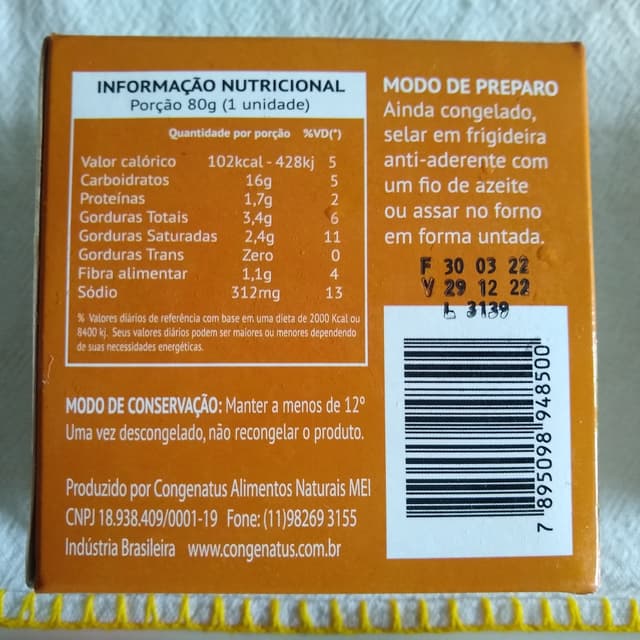 INFORMAÇÃO NUTRICIONAL
Porção 80g (1 unidade)
Quantidade por porção %VD(*)
Valor calórico 102kcal - 428kj 5
Carboidratos 16g 5
Proteínas 1,7g 2
Gorduras Totais 3,4g 6
Gorduras Saturadas 2,4g 11
Gorduras Trans Zero 0
Fibra alimentar 1,1g 4
Sódio 312mg 13
% Valores diários de referência com base em uma dieta de 2000 Kcal ou
8400 kj. Seus valores diários podem ser maiores ou menores dependendo
de suas necessidades energéticas.
MODO DE PREPARO
Ainda congelado,
selar em frigideira
anti-aderente com
um fio de azeite
ou assar no forno
em forma untada.
F 30 03 22
V 29 12 22
L 3139
MODO DE CONSERVAÇÃO: Manter a menos de 12º
Uma vez descongelado, não recongelar o produto.
Produzido por Congenatus Alimentos Naturais MEI
CNPJ 18.938.409/0001-19 Fone: (11)98269 3155
Indústria Brasileira www.congenatus.com.br
7 895098 948500